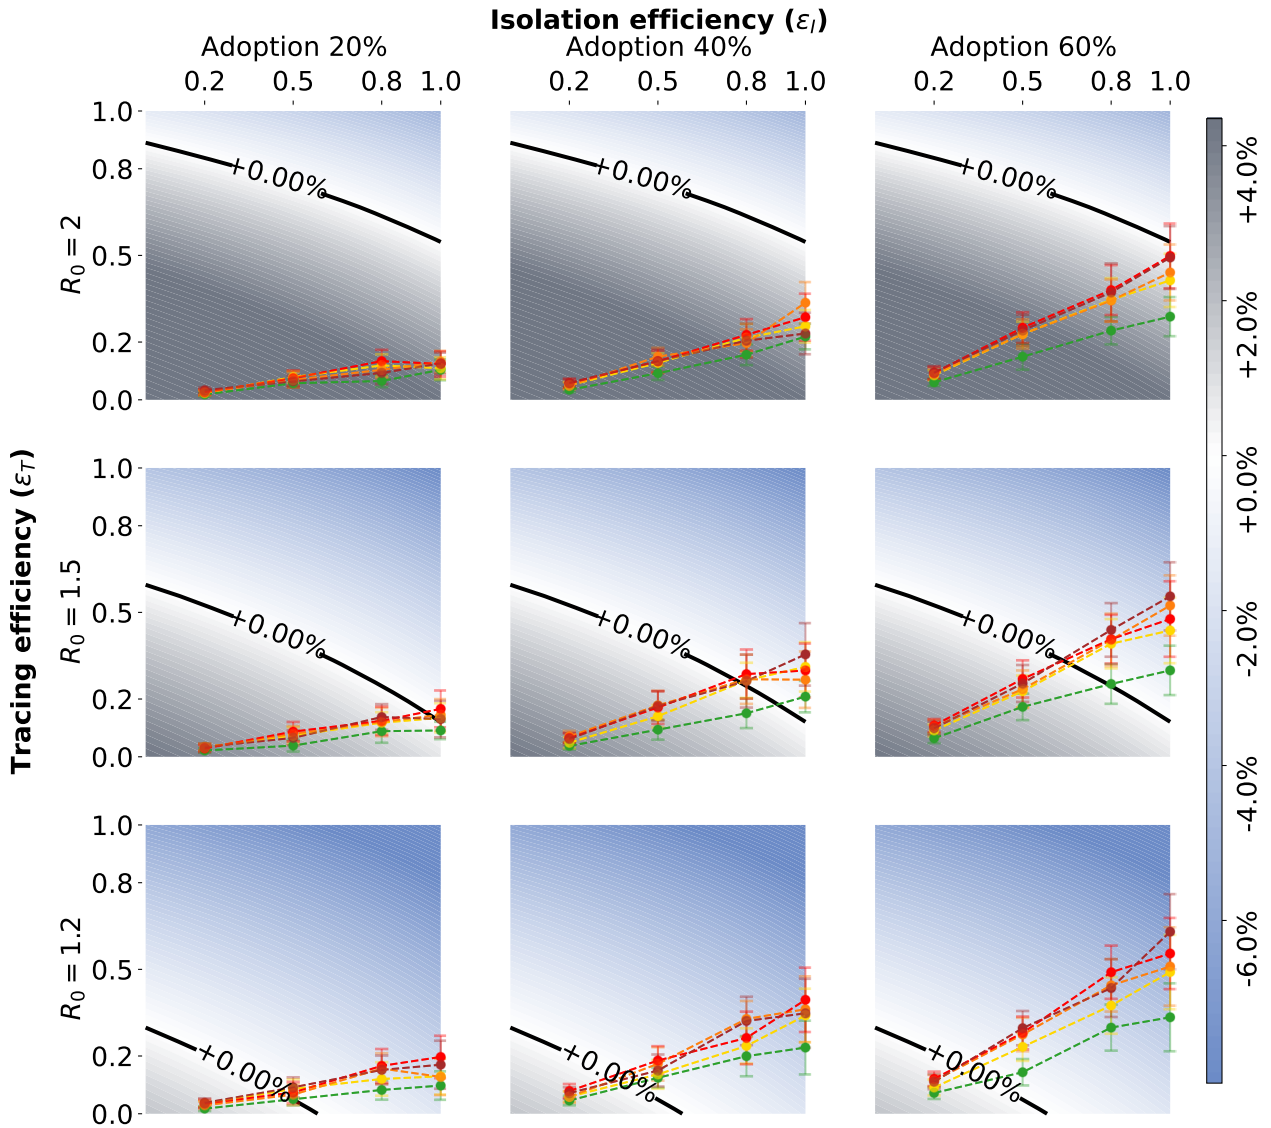 Isolation efficiency (ε_I)
Adoption 20% Adoption 40% Adoption 60%
0.2 0.5 0.8 1.0 0.2 0.5 0.8 1.0 0.2 0.5 0.8 1.0
Tracing efficiency (ε_T)
R_0 = 2
1.0
0.8
0.5
0.2
0.0
+0.00% +0.00% +0.00%
R_0 = 1.5
1.0
0.8
0.5
0.2
0.0
+0.00% +0.00% +0.00%
R_0 = 1.2
1.0
0.8
0.5
0.2
0.0
+0.00% +0.00% +0.00%
+4.0%
+2.0%
+0.0%
-2.0%
-4.0%
-6.0%